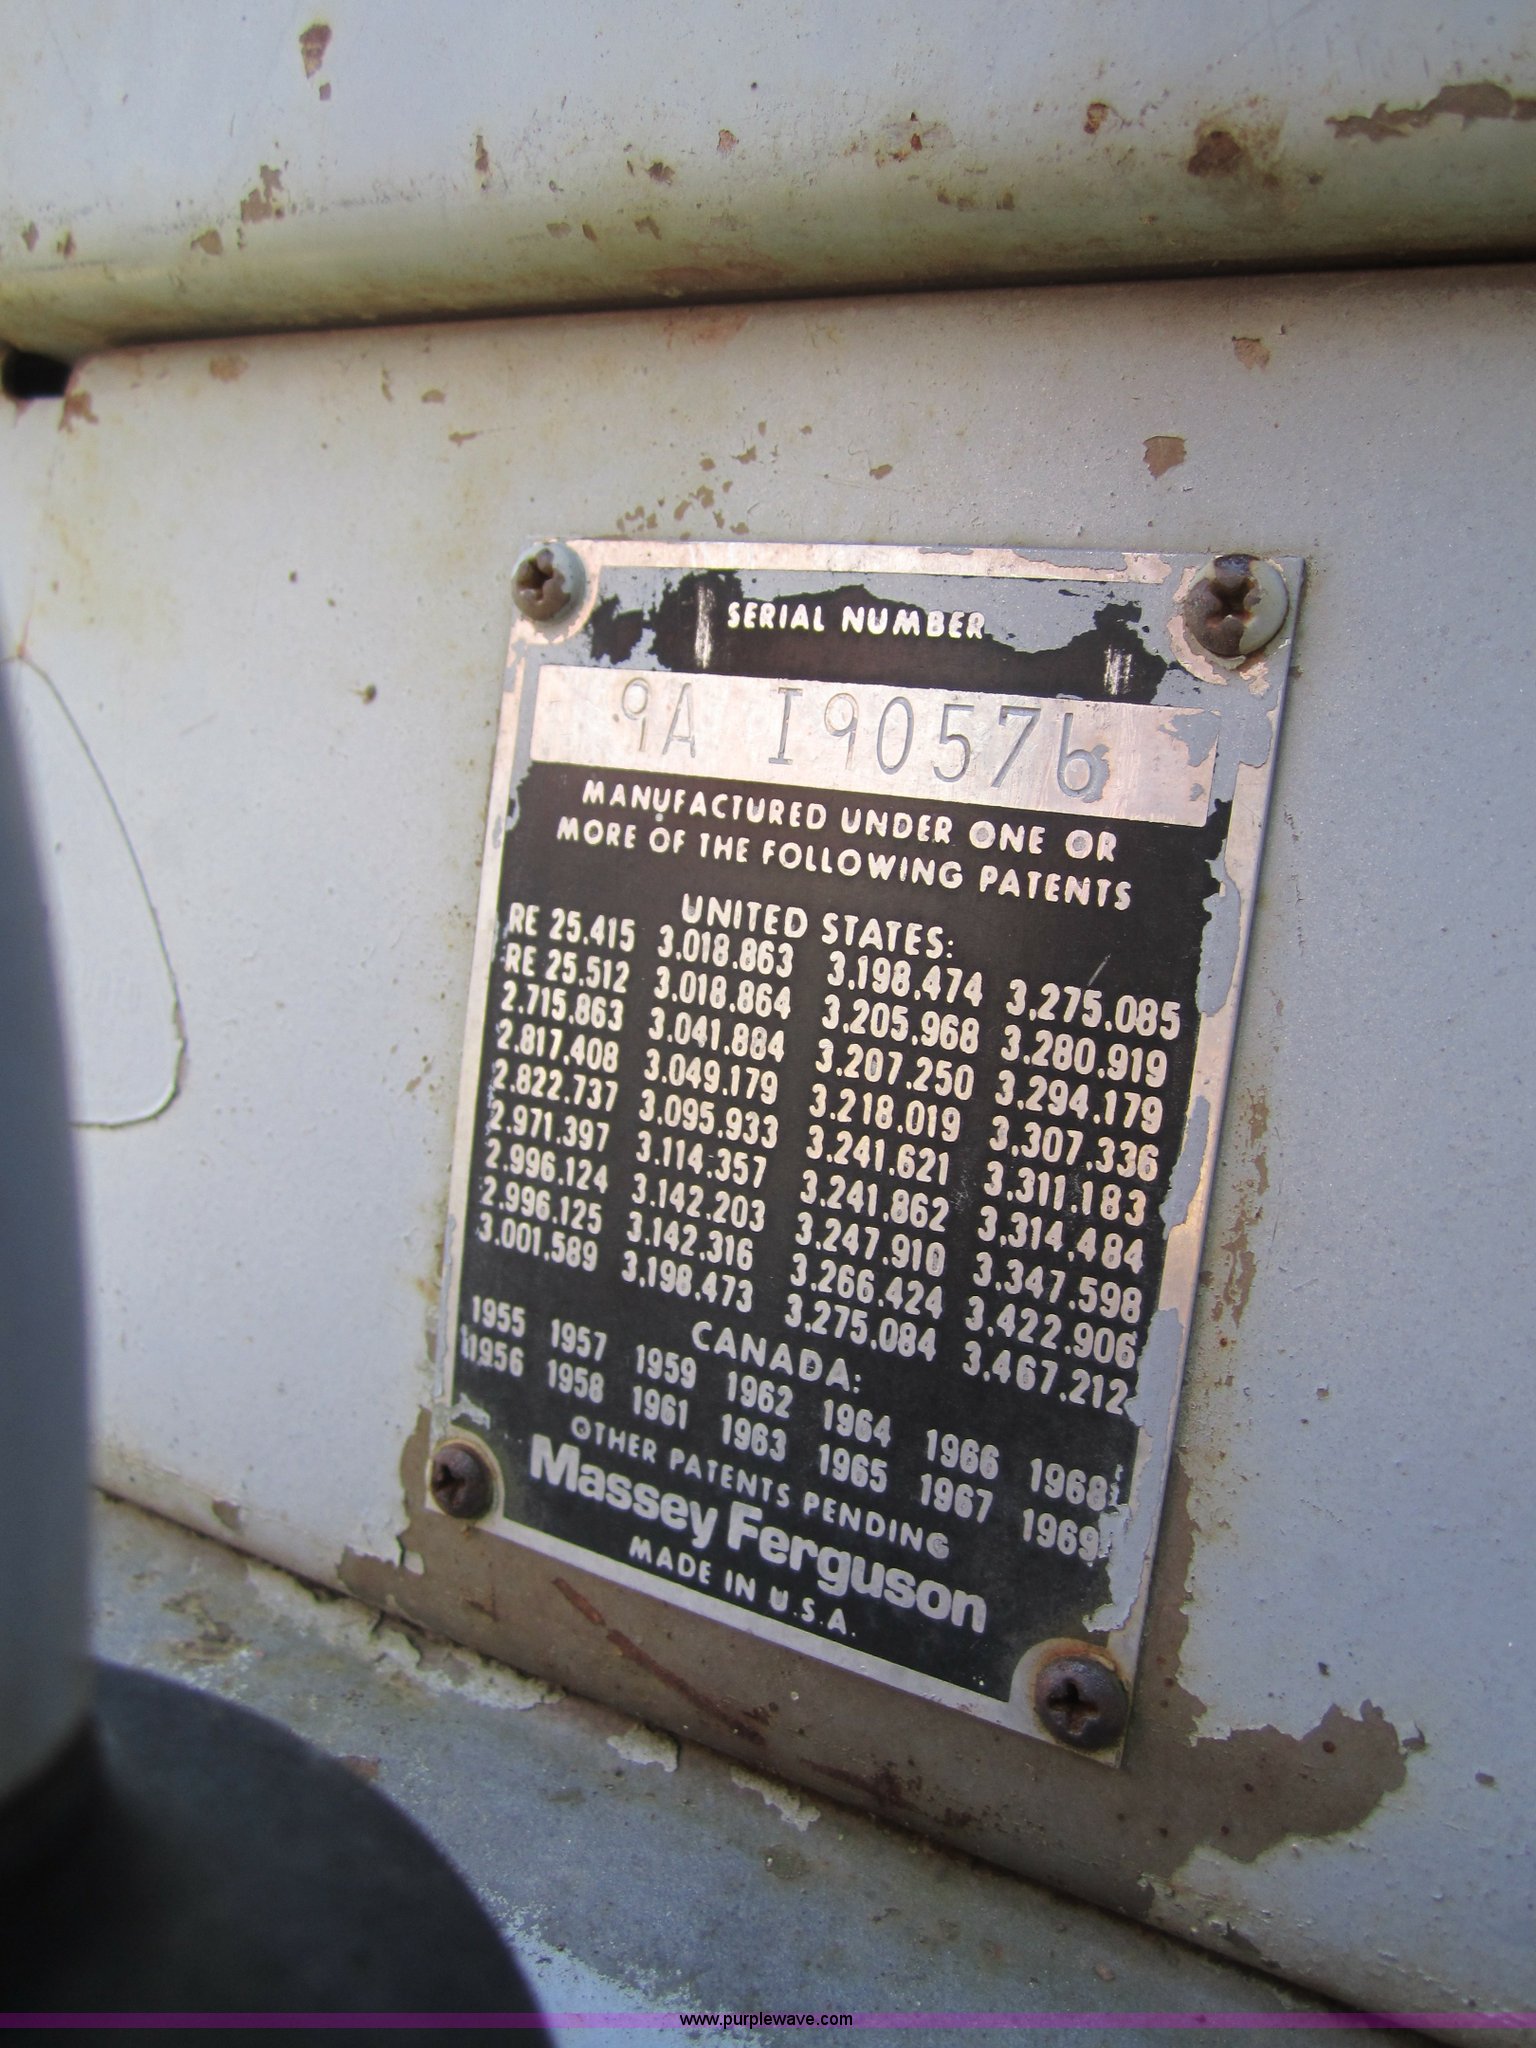 SERIAL NUMBER
9A I90576
MANUFACTURED UNDER ONE OR
MORE OF THE FOLLOWING PATENTS
UNITED STATES:
RE 25.415 3.018.863 3.198.474 3.275.085
RE 25.512 3.018.864 3.205.968 3.280.919
2.715.863 3.041.884 3.207.250 3.294.179
2.817.408 3.049.179 3.218.019 3.307.336
2.822.737 3.095.933 3.241.621 3.311.183
2.971.397 3.114.357 3.241.862 3.314.484
2.996.124 3.142.203 3.247.910 3.347.598
2.996.125 3.142.316 3.266.424 3.422.906
3.001.589 3.198.473 3.275.084 3.467.212
CANADA:
1955 1957 1959 1962 1964 1966 1968
1956 1958 1961 1963 1965 1967 1969
OTHER PATENTS PENDING
Massey Ferguson
MADE IN U.S.A.
www.purplewave.com